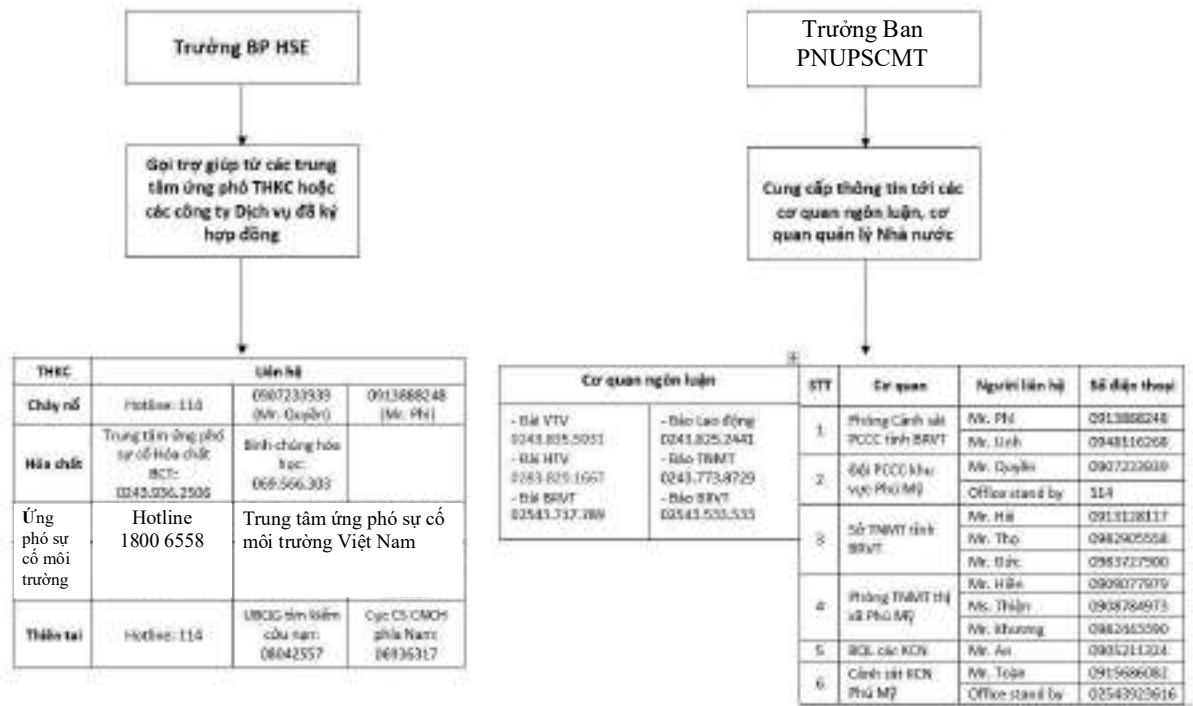 Trưởng BP HSE
Gọi trợ giúp từ các trung
tâm ứng phó THKC hoặc
các công ty Dịch vụ đã ký
hợp đồng
THKC
Liên hệ
Cháy nổ
Hotline: 114
0907233939
(Mr. Quyền)
0913888248
(Mr. Phi)
Hóa chất
Trung tâm ứng phó
sự cố Hóa chất
BCT:
0243.936.2506
Binh chủng hóa
học:
069.566.303
Ứng
phó sự
cố môi
trường
Hotline
1800 6558
Trung tâm ứng phó sự cố
môi trường Việt Nam
Thiên tai
Hotline: 114
UBQG tìm kiếm
cứu nạn:
08042557
Cục CS CNCH
phía Nam:
06936317
Trưởng Ban
PNUPSCMT
Cung cấp thông tin tới các
cơ quan ngôn luận, cơ
quan quản lý Nhà nước
Cơ quan ngôn luận
- Đài VTV
- Đài HTV
- Đài BRVT
02543.717.789
- Báo Lao động
0243.825.2441
- Báo TNMT
0243.773.8729
- Báo BRVT
02543.533.533
STT
Cơ quan
Người liên hệ
Số điện thoại
1
Phòng Cảnh sát
PCCC tỉnh BRVT
Mr. Phi
0913888248
Mr. Linh
0948116268
2
Đội PCCC khu
vực Phú Mỹ
Mr. Quyền
0907233939
Office stand by
114
3
Sở TNMT tỉnh
BRVT
Mr. Hải
0913128117
Mr. Thọ
0982905558
Mr. Đức
0983727900
4
Phòng TNMT thị
xã Phú Mỹ
Mr. Hiền
0909077979
Ms. Thiện
0908784973
Mr. Khương
5
BQL các KCN
Mr. An
0905211324
6
Cảnh sát KCN
Phú Mỹ
Mr. Toàn
0919686082
Office stand by
02543923616